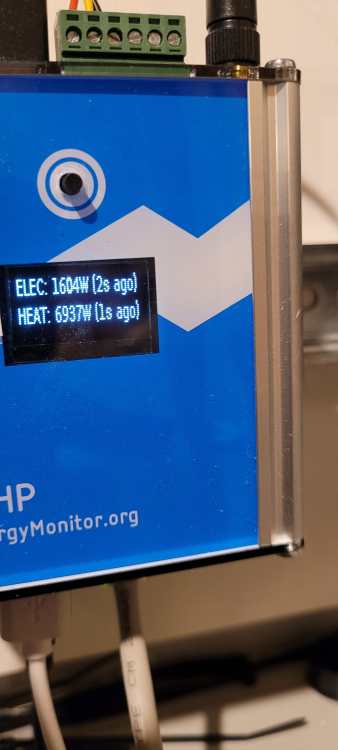 ELEC: 1604W (2s ago)
HEAT: 6937W (1s ago)
HP
rgyMonitor.org